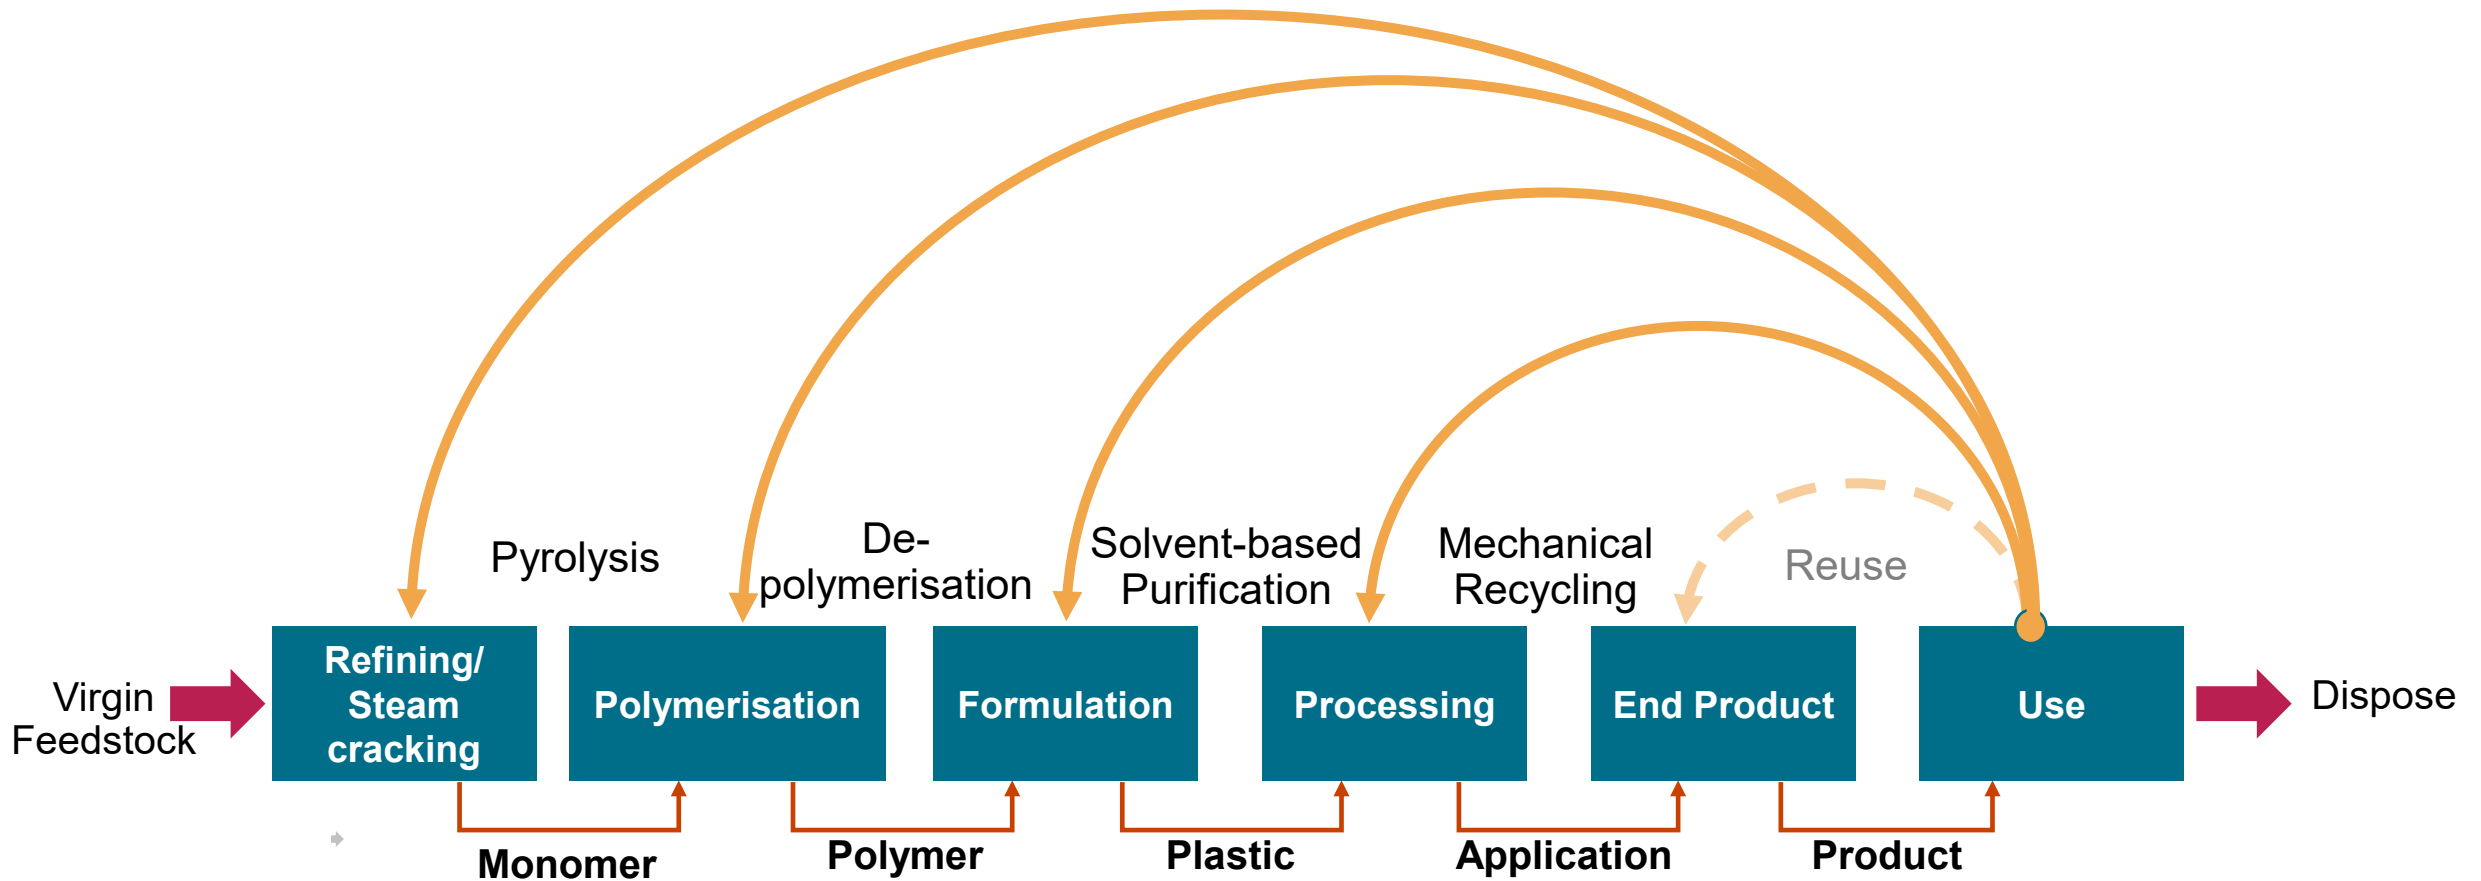 Pyrolysis
De-
polymerisation
Solvent-based
Purification
Mechanical
Recycling
Reuse
Virgin
Feedstock
Refining/
Steam
cracking
Polymerisation
Formulation
Processing
End Product
Use
Dispose
Monomer
Polymer
Plastic
Application
Product